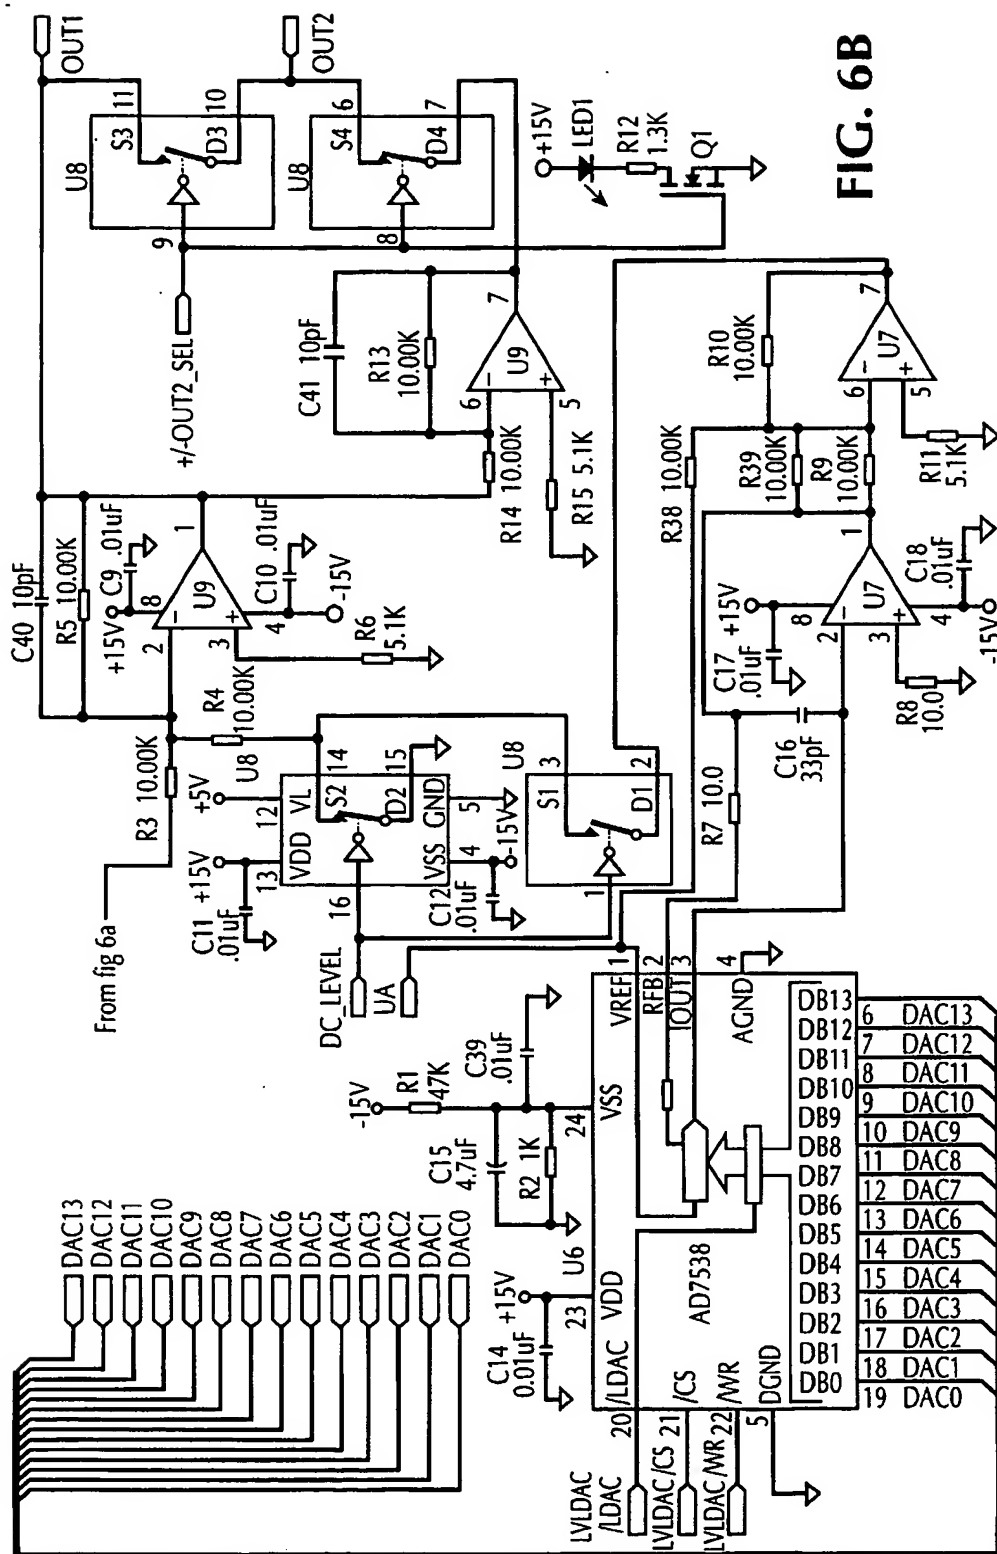 OUT1
OUT2
FIG. 6B
U8
S3
11
D3
10
9
U8
S4
6
D4
7
8
+/-OUT2_SEL
+15V
LED1
R12
1.3K
Q1
C40 10pF
R5 10.00K
C9 .01uF
+15V
8
2
3
4
1
U9
C10 .01uF
-15V
R6
5.1K
R3 10.00K
R4
10.00K
C41 10pF
R13
10.00K
6
5
7
U9
R14 10.00K
R15 5.1K
From fig 6a
C11
.01uF
+15V
13
VDD
+5V
12
VL
U8
14
S2
D2
15
16
VSS
4
GND
5
-15V
C12
.01uF
U8
S1
3
D1
2
1
DC_LEVEL
UA
R38 10.00K
R39
10.00K
R9
10.00K
R10
10.00K
6
5
7
U7
R11
5.1K
C17
.01uF
+15V
8
2
3
4
1
U7
C18
.01uF
-15V
R8
10.0
R7 10.0
C16
33pF
-15V
R1
47K
C39
.01uF
C15
4.7uF
R2 1K
24
VSS
C14
0.01uF
+15V
23
VDD
U6
AD7538
VREF 1
RFB 2
IOUT 3
AGND 4
20 /LDAC
21 /CS
22 /WR
5 DGND
LVLDAC
/LDAC
LVLDAC/CS
LVLDAC/WR
DAC13
DAC12
DAC11
DAC10
DAC9
DAC8
DAC7
DAC6
DAC5
DAC4
DAC3
DAC2
DAC1
DAC0
DB13
DB12
DB11
DB10
DB9
DB8
DB7
DB6
DB5
DB4
DB3
DB2
DB1
DB0
6 DAC13
7 DAC12
8 DAC11
9 DAC10
10 DAC9
11 DAC8
12 DAC7
13 DAC6
14 DAC5
15 DAC4
16 DAC3
17 DAC2
18 DAC1
19 DAC0